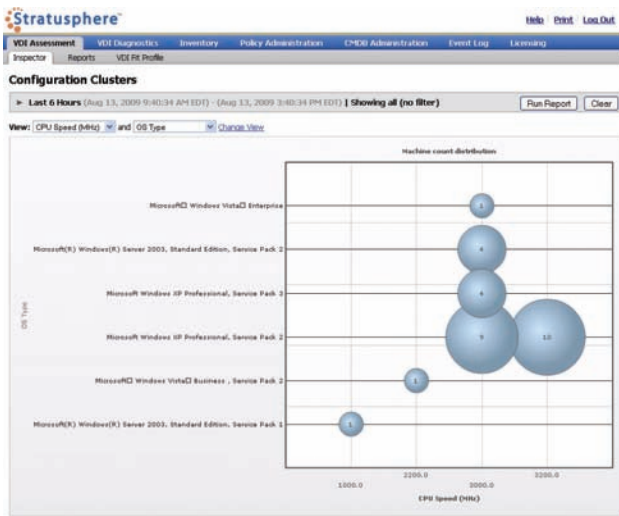 Stratusphere™
Help Print Log Out
VDI Assessment VDI Diagnostics Inventory Policy Administration CMDB Administration Event Log Licensing
Inspector Reports VDI Fit Profile
Configuration Clusters
► Last 6 Hours (Aug 13, 2009 9:40:34 AM EDT) - (Aug 13, 2009 3:40:34 PM EDT) | Showing all (no filter) Run Report Clear
View: CPU Speed (MHz) and OS Type Change View
Machine count distribution
Microsoft□ Windows Vista□ Enterprise 1
Microsoft(R) Windows(R) Server 2003, Standard Edition, Service Pack 2 4
Microsoft Windows XP Professional, Service Pack 3 4
OS Type
Microsoft Windows XP Professional, Service Pack 2 9 10
Microsoft□ Windows Vista□ Business , Service Pack 2 1
Microsoft(R) Windows(R) Server 2003, Standard Edition, Service Pack 1 1
2200.0 3200.0
1000.0 3000.0
CPU Speed (MHz)